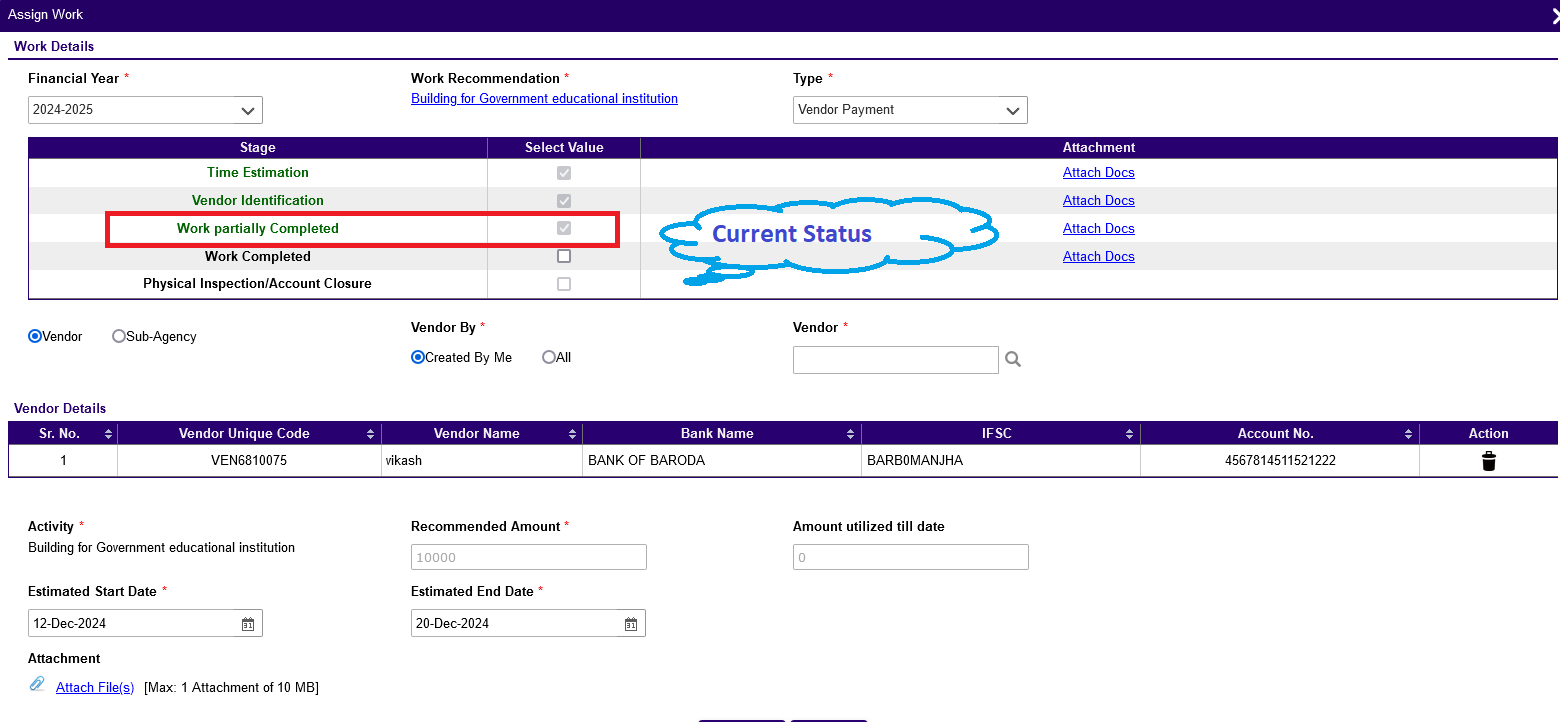 Assign Work
Work Details
Financial Year *
Work Recommendation *
Type *
2024-2025
Building for Government educational institution
Vendor Payment
Stage Select Value Attachment
Time Estimation Attach Docs
Vendor Identification Attach Docs
Work partially Completed Attach Docs
Current Status
Work Completed Attach Docs
Physical Inspection/Account Closure
Vendor Sub-Agency
Vendor By *
Created By Me All
Vendor *
Vendor Details
Sr. No. Vendor Unique Code Vendor Name Bank Name IFSC Account No. Action
1 VEN6810075 vikash BANK OF BARODA BARB0MANJHA 4567814511521222
Activity *
Building for Government educational institution
Recommended Amount *
10000
Amount utilized till date
0
Estimated Start Date *
12-Dec-2024
Estimated End Date *
20-Dec-2024
Attachment
Attach File(s) [Max: 1 Attachment of 10 MB]